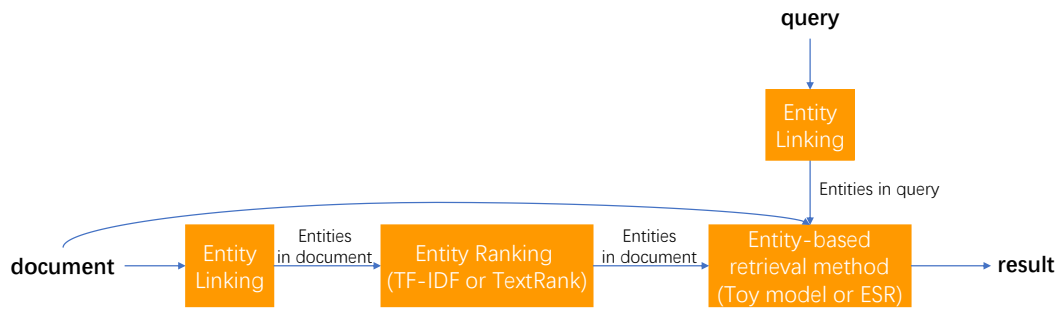 query
Entity
Linking
Entities in query
document
Entity
Linking
Entities
in document
Entity Ranking
(TF-IDF or TextRank)
Entities
in document
Entity-based
retrieval method
(Toy model or ESR)
result